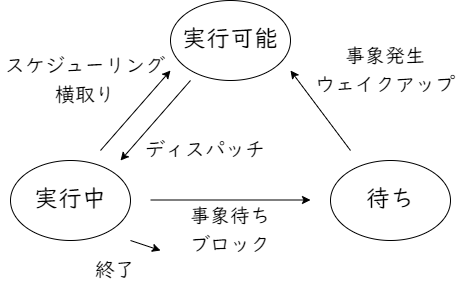 実行可能
スケジューリング
横取り
事象発生
ウェイクアップ
ディスパッチ
実行中
待ち
事象待ち
ブロック
終了